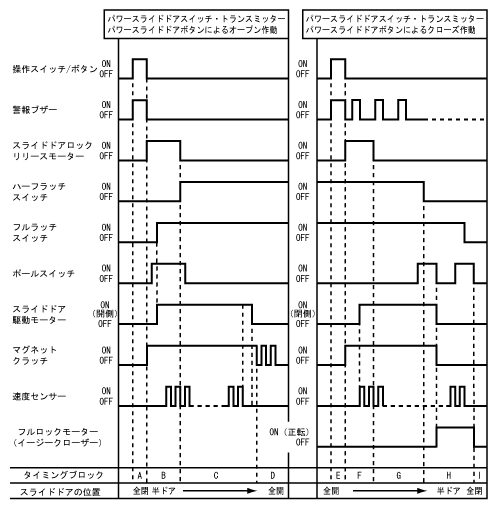 パワースライドドアスイッチ・トランスミッター
パワースライドドアボタンによるオープン作動
パワースライドドアスイッチ・トランスミッター
パワースライドドアボタンによるクローズ作動
操作スイッチ/ボタン
ON
OFF
ON
OFF
警報ブザー
ON
OFF
ON
OFF
スライドドアロック
リリースモーター
ON
OFF
ON
OFF
ハーフラッチ
スイッチ
ON
OFF
ON
OFF
フルラッチ
スイッチ
ON
OFF
ON
OFF
ポールスイッチ
ON
OFF
ON
OFF
スライドドア
駆動モーター
ON
(開側)
OFF
ON
(閉側)
OFF
マグネット
クラッチ
ON
OFF
ON
OFF
速度センサー
ON
OFF
ON
OFF
フルロックモーター
(イージークローザー)
ON (正転)
OFF
タイミングブロック A B C D E F G H I
スライドドアの位置 全閉 半ドア 全開 全開 半ドア 全閉